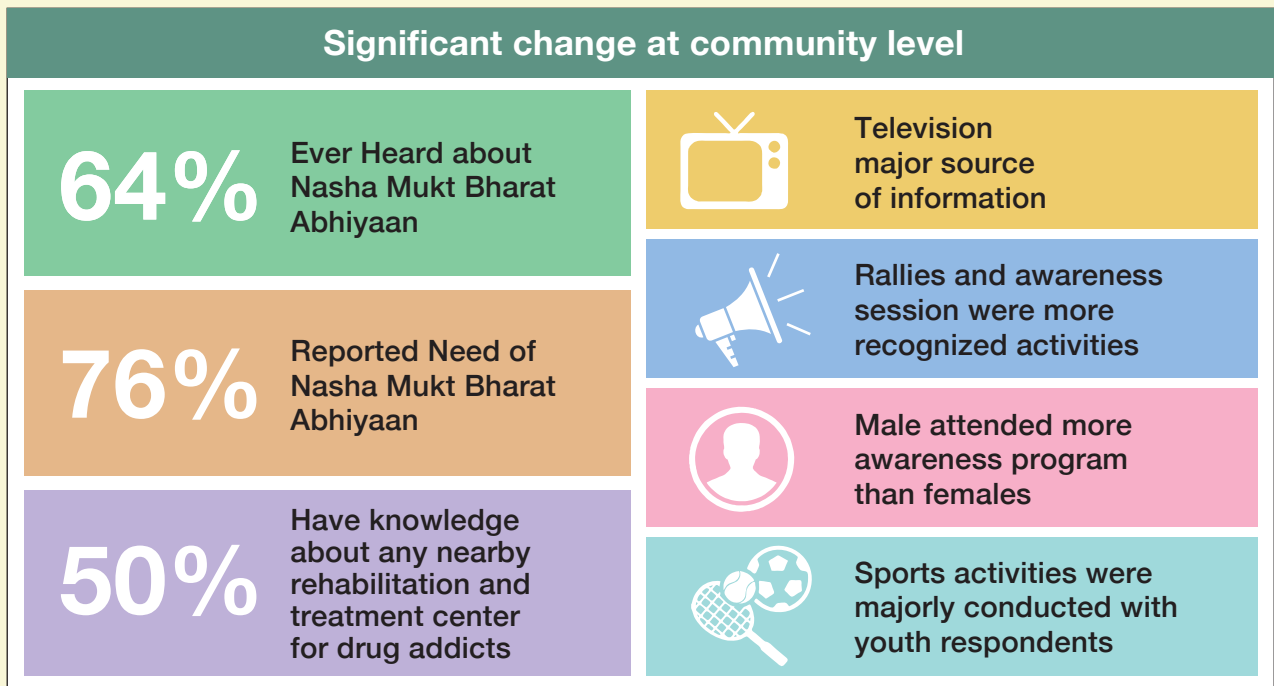 Significant change at community level
64%
Ever Heard about
Nasha Mukt Bharat
Abhiyaan
76%
Reported Need of
Nasha Mukt Bharat
Abhiyaan
50%
Have knowledge
about any nearby
rehabilitation and
treatment center
for drug addicts
Television
major source
of information
Rallies and awareness
session were more
recognized activities
Male attended more
awareness program
than females
Sports activities were
majorly conducted with
youth respondents